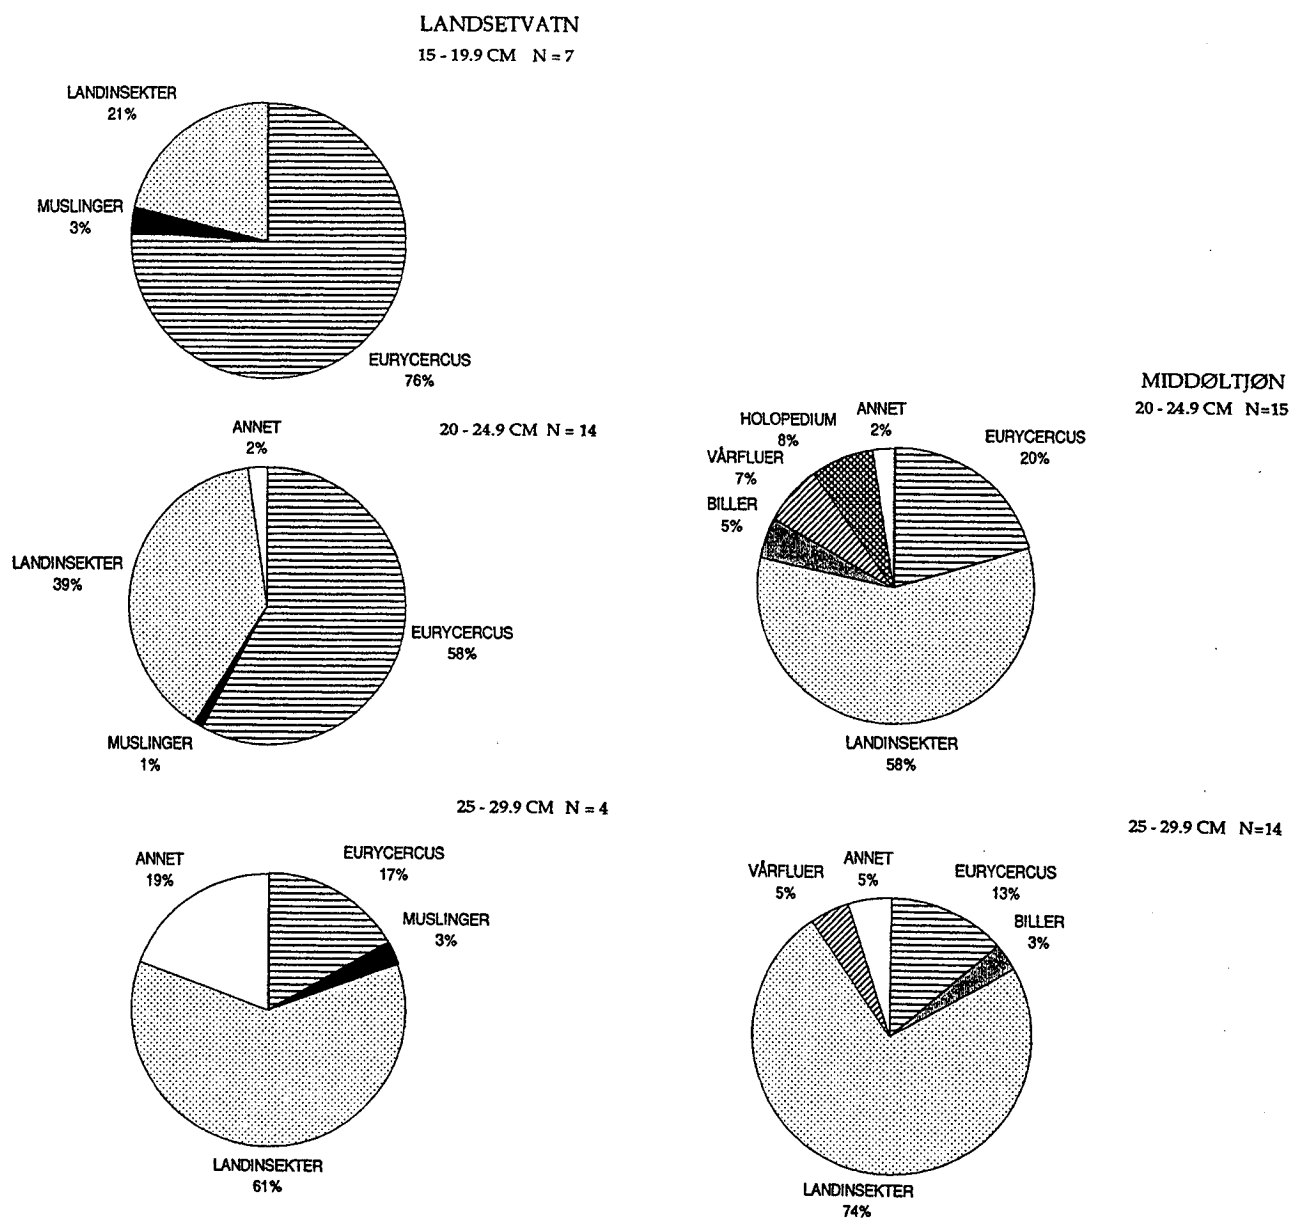 LANDSETVATN
15 - 19.9 CM N = 7
LANDINSEKTER
21%
MUSLINGER
3%
EURYCERCUS
76%
20 - 24.9 CM N = 14
ANNET
2%
LANDINSEKTER
39%
EURYCERCUS
58%
MUSLINGER
1%
25 - 29.9 CM N = 4
ANNET
19%
EURYCERCUS
17%
MUSLINGER
3%
LANDINSEKTER
61%
MIDDØLTJØN
20 - 24.9 CM N=15
HOLOPEDIUM
8%
ANNET
2%
EURYCERCUS
20%
VÅRFLUER
7%
BILLER
5%
LANDINSEKTER
58%
25 - 29.9 CM N=14
VÅRFLUER
5%
ANNET
5%
EURYCERCUS
13%
BILLER
3%
LANDINSEKTER
74%